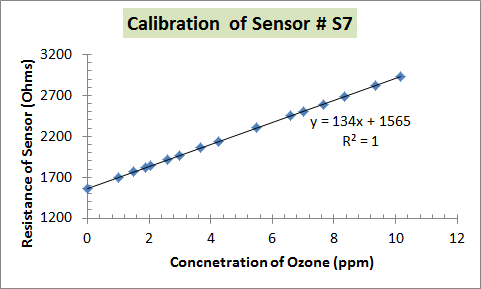 Calibration of Sensor # S7
Resistance of Sensor (Ohms)
3200
2700
2200
1700
1200
y = 134x + 1565
R² = 1
0 2 4 6 8 10 12
Concnetration of Ozone (ppm)